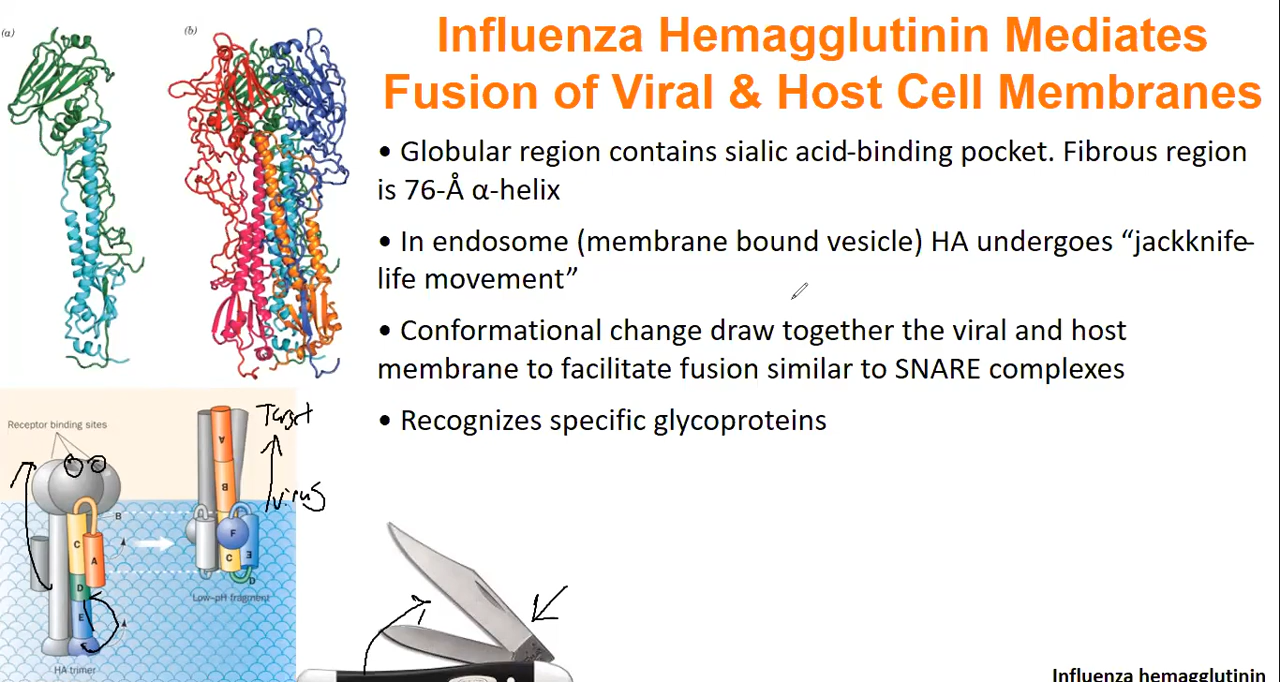 (a)
(b)
Influenza Hemagglutinin Mediates
Fusion of Viral & Host Cell Membranes
• Globular region contains sialic acid-binding pocket. Fibrous region
is 76-Å α-helix
• In endosome (membrane bound vesicle) HA undergoes “jackknife-
life movement”
• Conformational change draw together the viral and host
membrane to facilitate fusion similar to SNARE complexes
• Recognizes specific glycoproteins
Receptor binding sites
Target
virus
A
B
B
C
A
D
E
F
E
C
D
Low-pH fragment
HA trimer
Influenza hemagglutinin